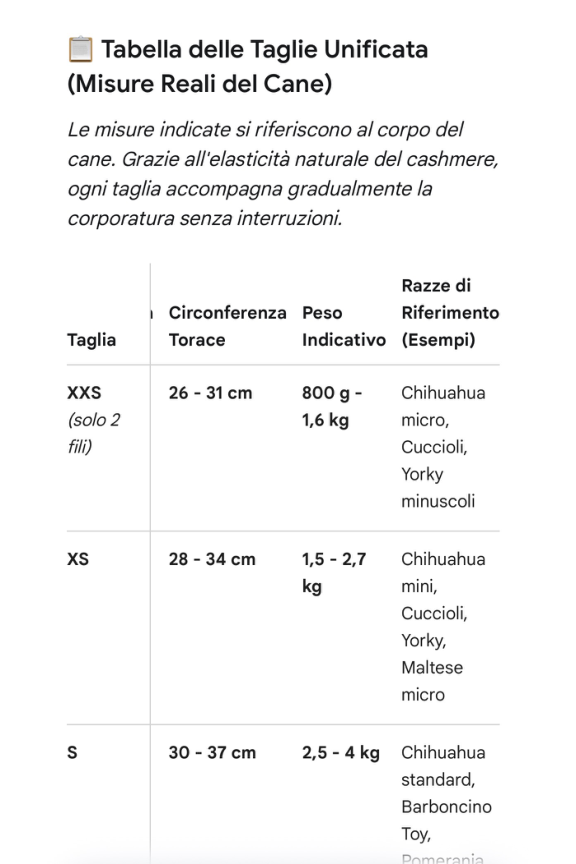 📋 Tabella delle Taglie Unificata
(Misure Reali del Cane)
Le misure indicate si riferiscono al corpo del
cane. Grazie all'elasticità naturale del cashmere,
ogni taglia accompagna gradualmente la
corporatura senza interruzioni.
Taglia
Circonferenza
Torace
Peso
Indicativo
Razze di
Riferimento
(Esempi)
XXS
(solo 2
fili)
26 - 31 cm
800 g -
1,6 kg
Chihuahua
micro,
Cuccioli,
Yorky
minuscoli
XS
28 - 34 cm
1,5 - 2,7
kg
Chihuahua
mini,
Cuccioli,
Yorky,
Maltese
micro
S
30 - 37 cm
2,5 - 4 kg
Chihuahua
standard,
Barboncino
Toy,
Pomerania